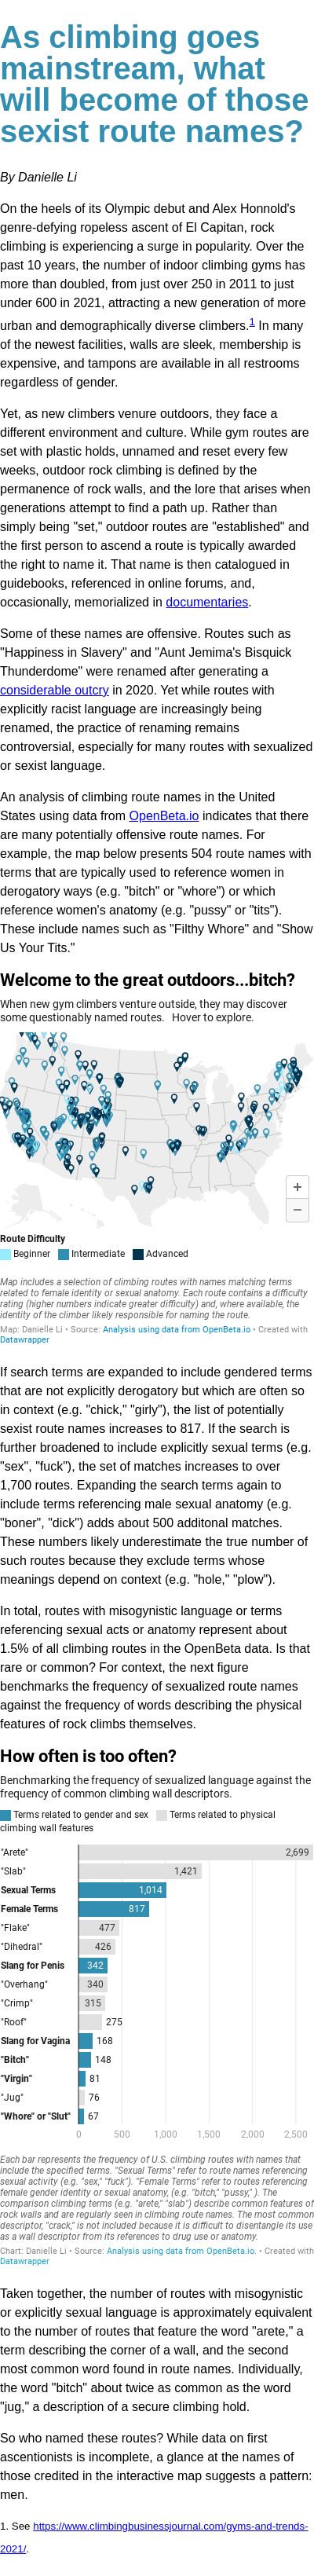 As climbing goes
mainstream, what
will become of those
sexist route names?
By Danielle Li
On the heels of its Olympic debut and Alex Honnold's
genre-defying ropeless ascent of El Capitan, rock
climbing is experiencing a surge in popularity. Over the
past 10 years, the number of indoor climbing gyms has
more than doubled, from just over 250 in 2011 to just
under 600 in 2021, attracting a new generation of more
urban and demographically diverse climbers.1 In many
of the newest facilities, walls are sleek, membership is
expensive, and tampons are available in all restrooms
regardless of gender.
Yet, as new climbers venture outdoors, they face a
different environment and culture. While gym routes are
set with plastic holds, unnamed and reset every few
weeks, outdoor rock climbing is defined by the
permanence of rock walls, and the lore that arises when
generations attempt to find a path up. Rather than
simply being "set," outdoor routes are "established" and
the first person to ascend a route is typically awarded
the right to name it. That name is then catalogued in
guidebooks, referenced in online forums, and,
occasionally, memorialized in documentaries.
Some of these names are offensive. Routes such as
"Happiness in Slavery" and "Aunt Jemima's Bisquick
Thunderdome" were renamed after generating a
considerable outcry in 2020. Yet while routes with
explicitly racist language are increasingly being
renamed, the practice of renaming remains
controversial, especially for many routes with sexualized
or sexist language.
An analysis of climbing route names in the United
States using data from OpenBeta.io indicates that there
are many potentially offensive route names. For
example, the map below presents 504 route names with
terms that are typically used to reference women in
derogatory ways (e.g. "bitch" or "whore") or which
reference women's anatomy (e.g. "pussy" or "tits").
These include names such as "Filthy Whore" and "Show
Us Your Tits."
Welcome to the great outdoors...bitch?
When new gym climbers venture outside, they may discover
some questionably named routes. Hover to explore.
+
−
Route Difficulty
Beginner Intermediate Advanced
Map includes a selection of climbing routes with names matching terms
related to female identity or sexual anatomy. Each route contains a difficulty
rating (higher numbers indicate greater difficulty) and, where available, the
identity of the climber likely responsible for naming the route.
Map: Danielle Li • Source: Analysis using data from OpenBeta.io • Created with
Datawrapper
If search terms are expanded to include gendered terms
that are not explicitly derogatory but which are often so
in context (e.g. "chick," "girly"), the list of potentially
sexist route names increases to 817. If the search is
further broadened to include explicitly sexual terms (e.g.
"sex", "fuck"), the set of matches increases to over
1,700 routes. Expanding the search terms again to
include terms referencing male sexual anatomy (e.g.
"boner", "dick") adds about 500 additonal matches.
These numbers likely underestimate the true number of
such routes because they exclude terms whose
meanings depend on context (e.g. "hole," "plow").
In total, routes with misogynistic language or terms
referencing sexual acts or anatomy represent about
1.5% of all climbing routes in the OpenBeta data. Is that
rare or common? For context, the next figure
benchmarks the frequency of sexualized route names
against the frequency of words describing the physical
features of rock climbs themselves.
How often is too often?
Benchmarking the frequency of sexualized language against the
frequency of common climbing wall descriptors.
Terms related to gender and sex Terms related to physical
climbing wall features
"Arete" 2,699
"Slab" 1,421
Sexual Terms 1,014
Female Terms 817
"Flake" 477
"Dihedral" 426
Slang for Penis 342
"Overhang" 340
"Crimp" 315
"Roof" 275
Slang for Vagina 168
"Bitch" 148
"Virgin" 81
"Jug" 76
"Whore" or "Slut" 67
0 500 1,000 1,500 2,000 2,500
Each bar represents the frequency of U.S. climbing routes with names that
include the specified terms. "Sexual Terms" refer to route names referencing
sexual activity (e.g. "sex," "fuck"). "Female Terms" refer to routes referencing
female gender identity or sexual anatomy, (e.g. "bitch," "pussy," ). The
comparison climbing terms (e.g. "arete," "slab") describe common features of
rock walls and are regularly seen in climbing route names. The most common
descriptor, "crack," is not included because it is difficult to disentangle its use
as a wall descriptor from its references to drug use or anatomy.
Chart: Danielle Li • Source: Analysis using data from OpenBeta.io. • Created with
Datawrapper
Taken together, the number of routes with misogynistic
or explicitly sexual language is approximately equivalent
to the number of routes that feature the word "arete," a
term describing the corner of a wall, and the second
most common word found in route names. Individually,
the word "bitch" about twice as common as the word
"jug," a description of a secure climbing hold.
So who named these routes? While data on first
ascentionists is incomplete, a glance at the names of
those credited in the interactive map suggests a pattern:
men.
1. See https://www.climbingbusinessjournal.com/gyms-and-trends-
2021/.